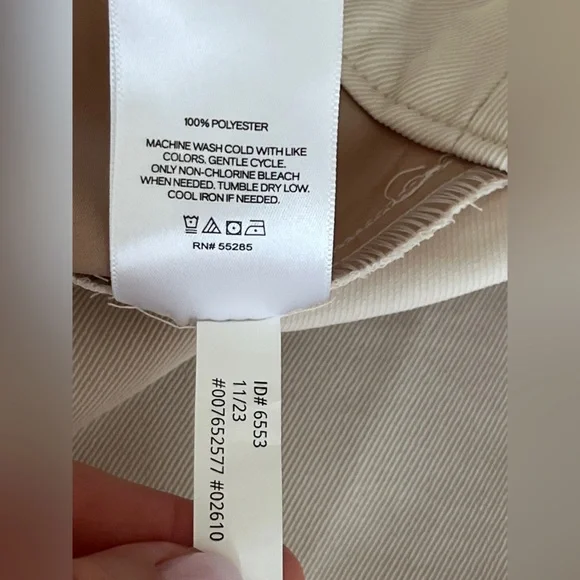 100% POLYESTER
MACHINE WASH COLD WITH LIKE
COLORS. GENTLE CYCLE.
ONLY NON-CHLORINE BLEACH
WHEN NEEDED. TUMBLE DRY LOW.
COOL IRON IF NEEDED.
RN# 55285
ID# 6553
11/23
#007652577 #02610